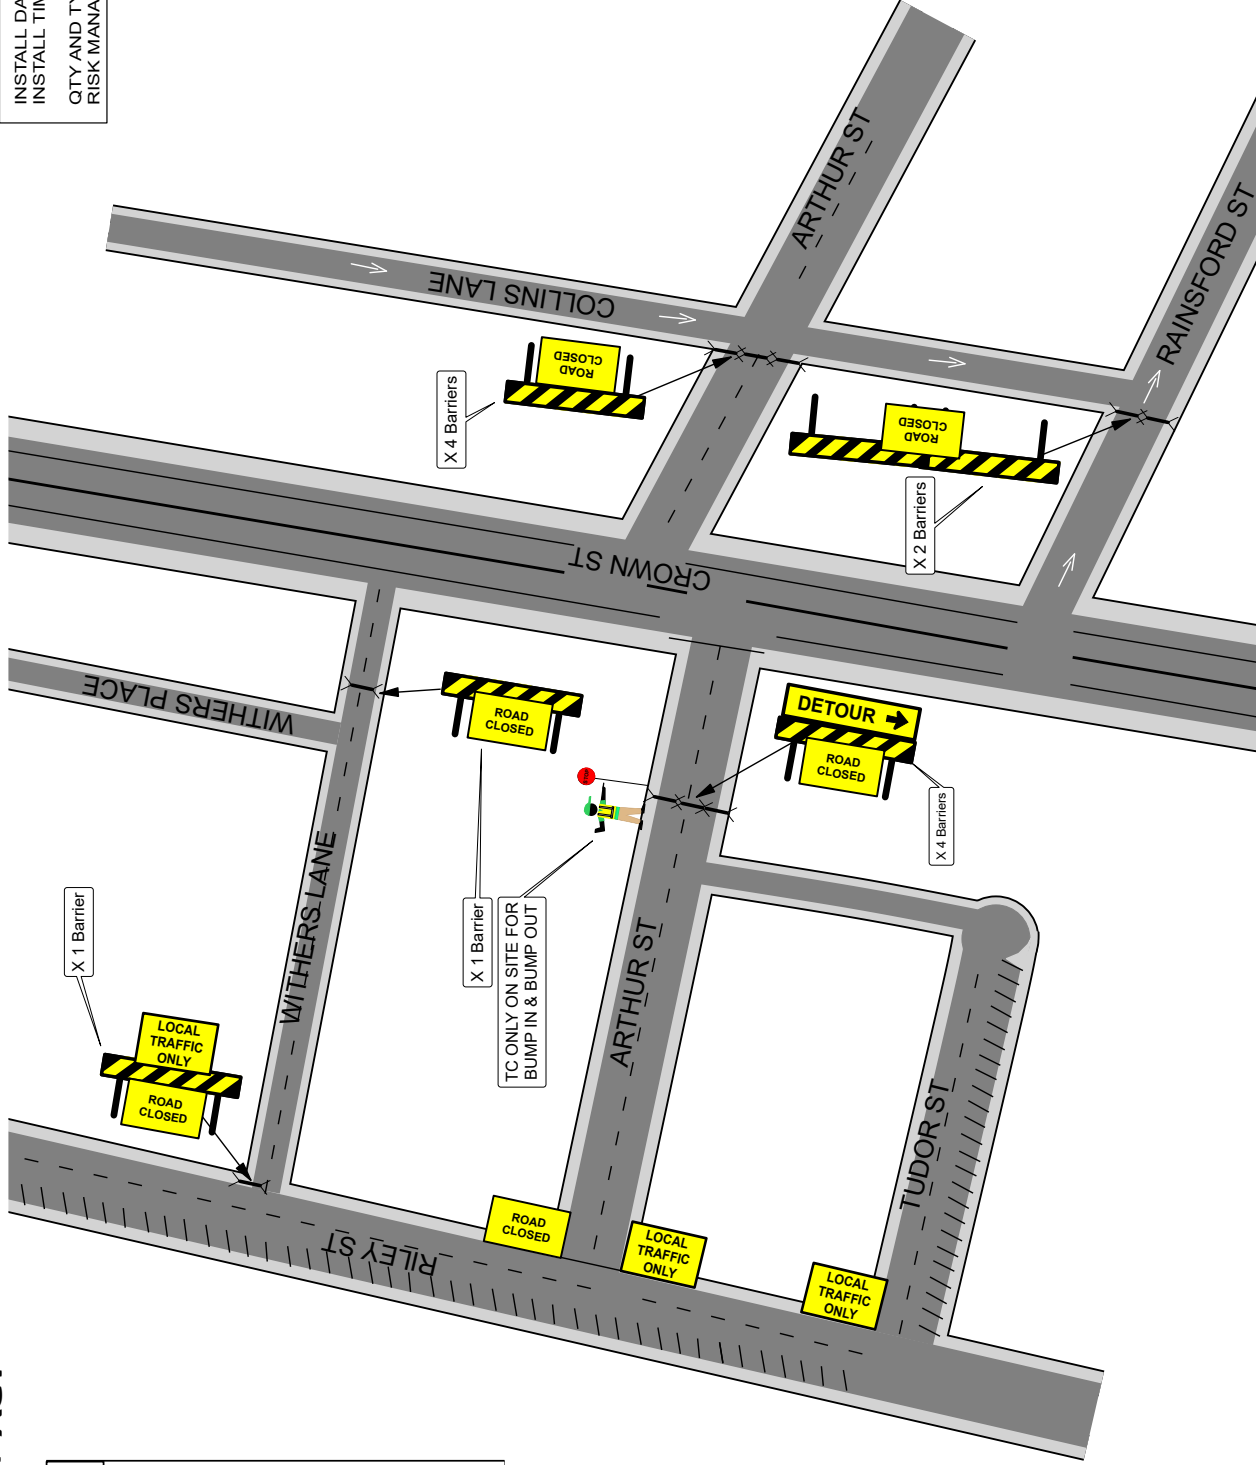 INSTALL DA
INSTALL TIM
QTY AND TY
RISK MANA
ARTHUR ST
RAINSFORD ST
COLLINS LANE
ROAD
CLOSED
X 4 Barriers
ROAD
CLOSED
X 2 Barriers
CROWN ST
WITHERS PLACE
ROAD
CLOSED
X 1 Barrier
DETOUR
ROAD
CLOSED
X 4 Barriers
STOP
TC ONLY ON SITE FOR
BUMP IN & BUMP OUT
WITHERS LANE
X 1 Barrier
LOCAL
TRAFFIC
ONLY
ROAD
CLOSED
ARTHUR ST
TUDOR ST
RILEY ST
ROAD
CLOSED
LOCAL
TRAFFIC
ONLY
LOCAL
TRAFFIC
ONLY